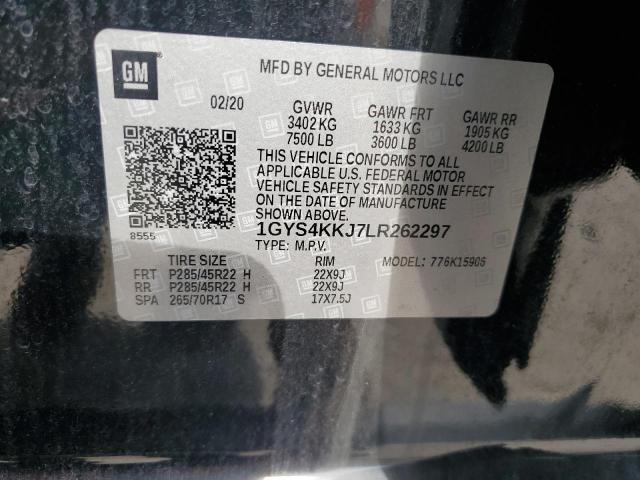 GM
MFD BY GENERAL MOTORS LLC
02/20
GVWR GAWR FRT GAWR RR
3402 KG 1633 KG 1905 KG
7500 LB 3600 LB 4200 LB
THIS VEHICLE CONFORMS TO ALL
APPLICABLE U.S. FEDERAL MOTOR
VEHICLE SAFETY STANDARDS IN EFFECT
ON THE DATE OF MANUFACTURE
SHOWN ABOVE.
8555
1GYS4KKJ7LR262297
TYPE: M.P.V. MODEL: 776K15906
TIRE SIZE RIM
FRT P285/45R22 H 22X9J
RR P285/45R22 H 22X9J
SPA 265/70R17 S 17X7.5J